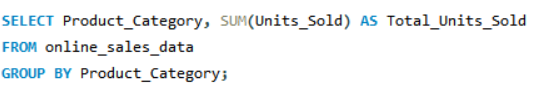 SELECT Product_Category, SUM(Units_Sold) AS Total_Units_Sold
FROM online_sales_data
GROUP BY Product_Category;